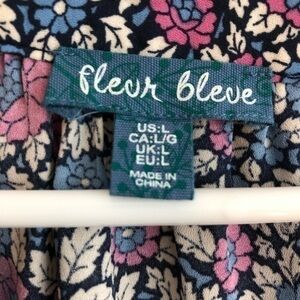 fleur bleue
US:L
CA:L/G
UK:L
EU:L
MADE IN
CHINA